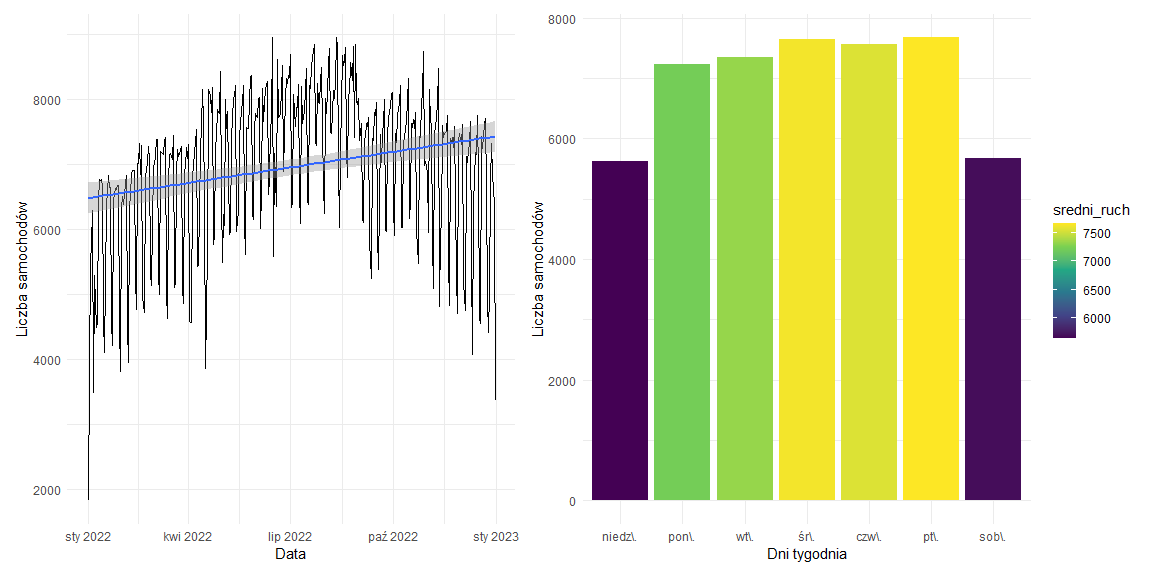 Liczba samochodów
8000
6000
4000
2000
sty 2022
kwi 2022
lip 2022
paź 2022
sty 2023
Data
Liczba samochodów
8000
6000
4000
2000
0
niedz\.
pon\.
wt\.
śr\.
czw\.
pt\.
sob\.
Dni tygodnia
sredni_ruch
7500
7000
6500
6000